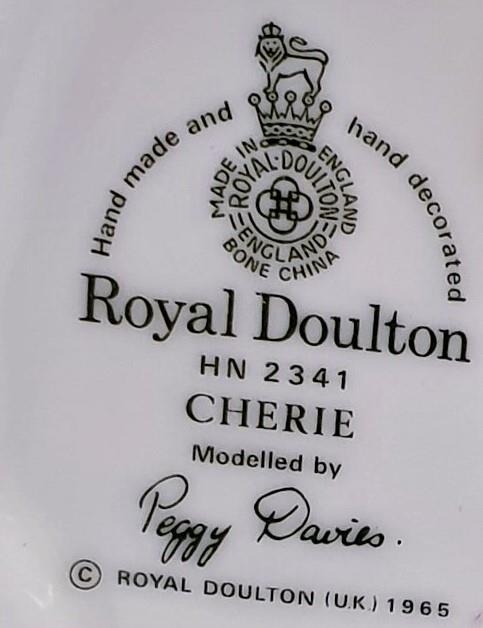 Hand made and hand decorated
MADE IN ENGLAND
ROYAL·DOULTON
ENGLAND
BONE CHINA
Royal Doulton
HN 2341
CHERIE
Modelled by
Peggy Davies.
© ROYAL DOULTON (U.K.) 1965